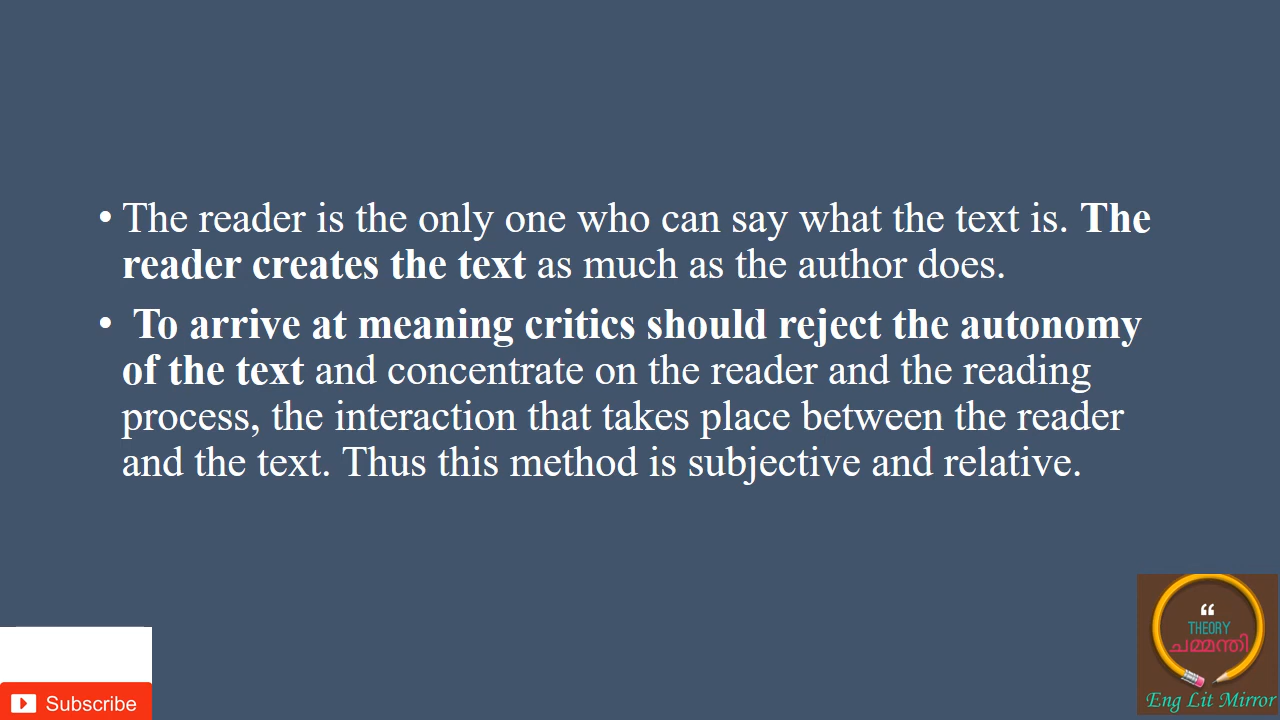 • The reader is the only one who can say what the text is. The
reader creates the text as much as the author does.
• To arrive at meaning critics should reject the autonomy
of the text and concentrate on the reader and the reading
process, the interaction that takes place between the reader
and the text. Thus this method is subjective and relative.
“
THEORY
ചമ്മന്തി
Eng Lit Mirror
Subscribe